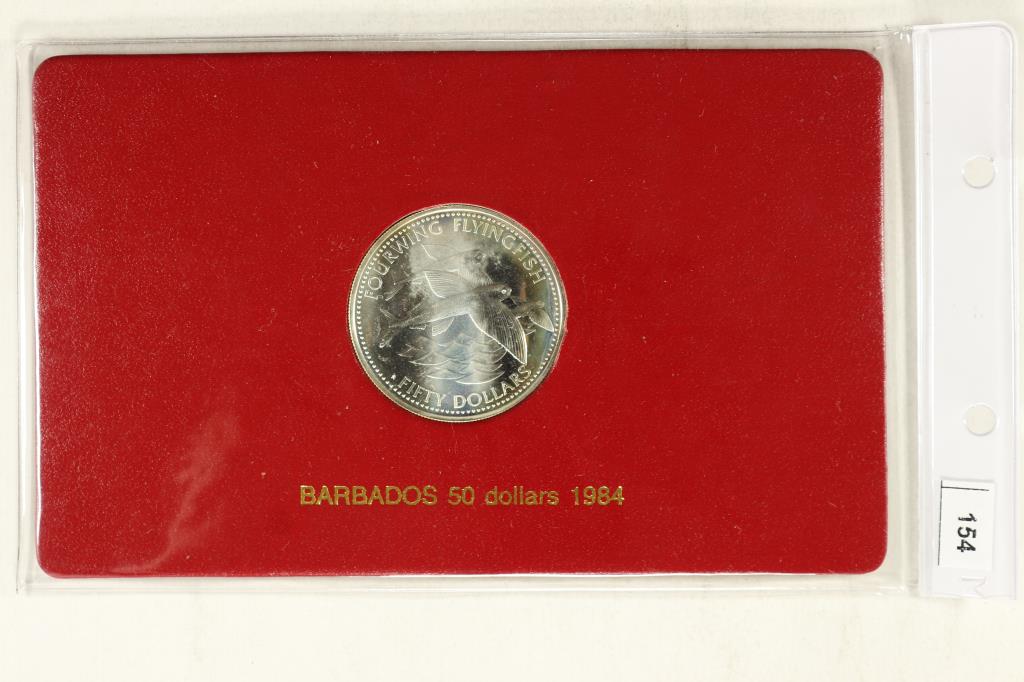 FOURWING FLYINGFISH
FIFTY DOLLARS
BARBADOS 50 dollars 1984
154